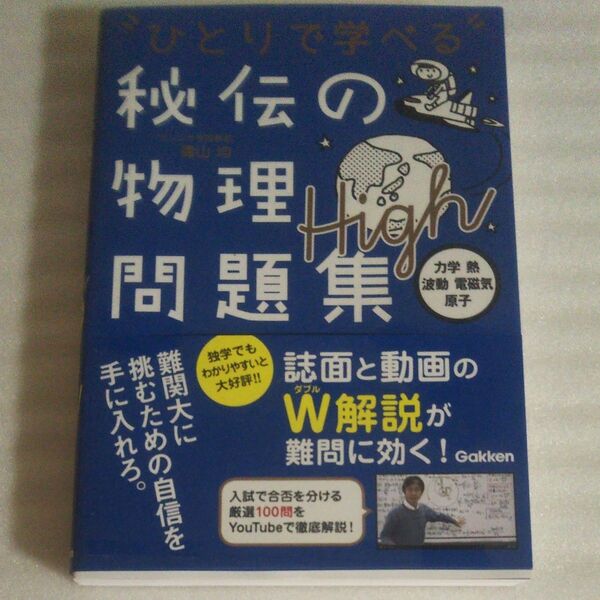 "ひとりで学べる"
秘伝の
物理
問題集
High
青山 均
力学 熱
波動 電磁気
原子
難関大に
挑むための自信を
手に入れろ。
独学でも
わかりやすいと
大好評!!
誌面と動画の
W解説が
ダブル
難問に効く!
Gakken
入試で合否を分ける
厳選100問を
YouTubeで徹底解説!